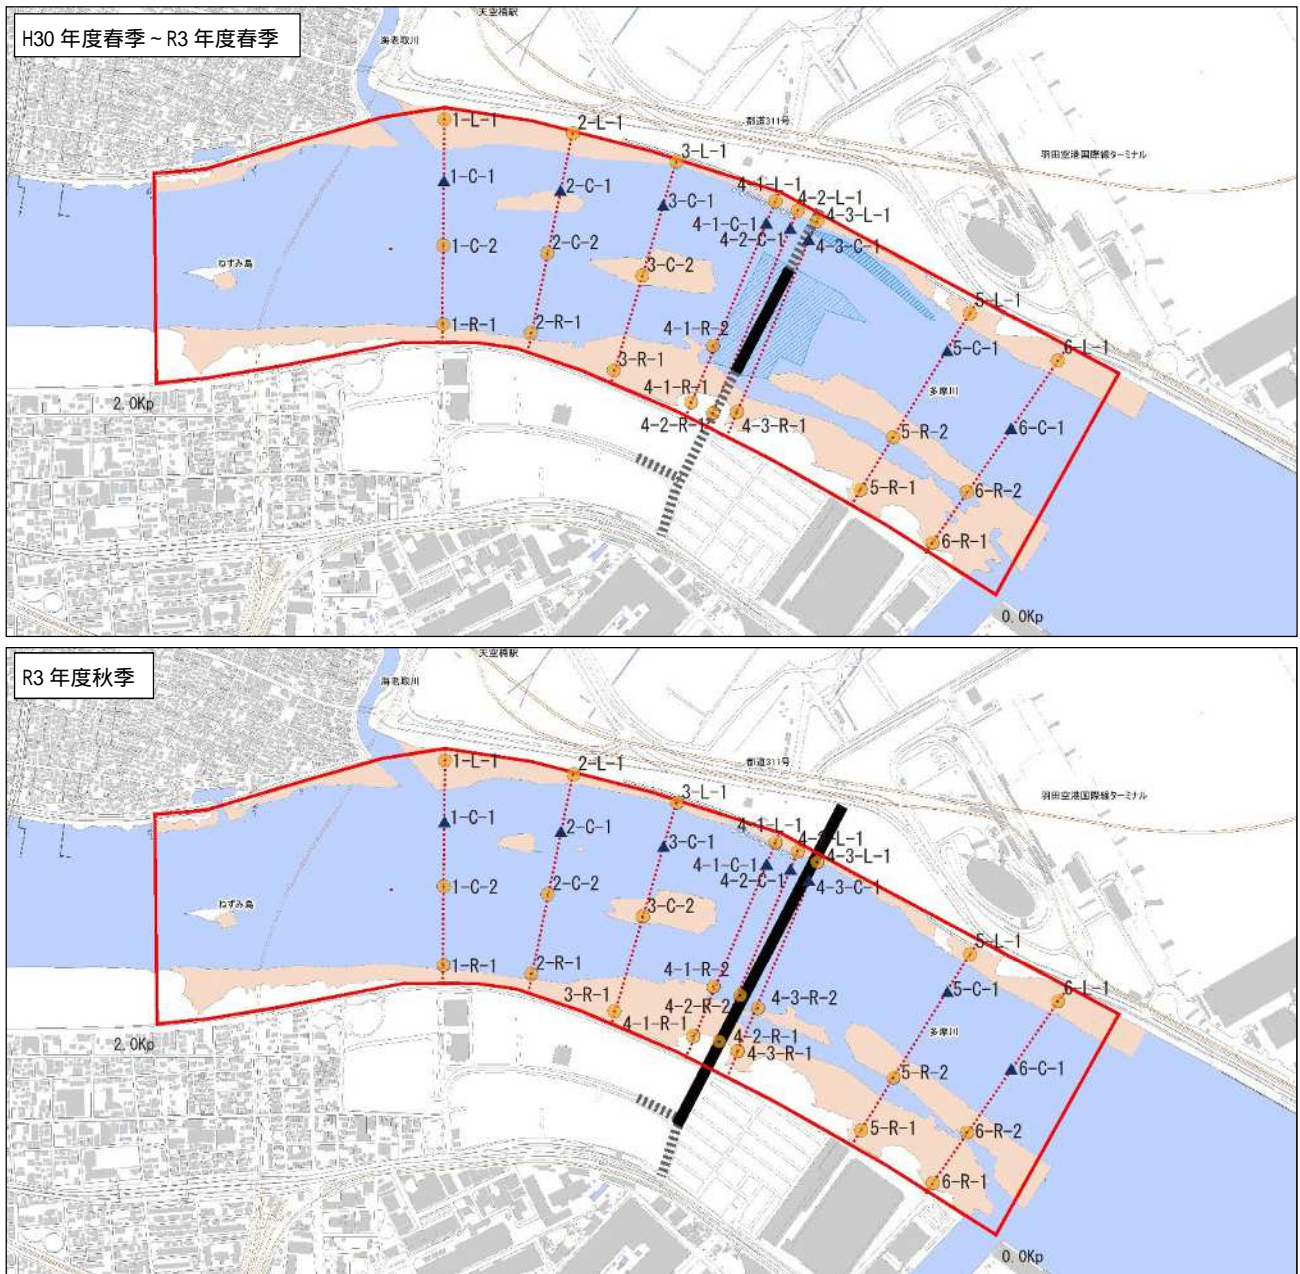 H30 年度春季～R3 年度春季
天空橋駅
海老取川
都道311号
羽田空港国際線ターミナル
1-L-1
2-L-1
3-L-1
4-1-L-1
4-2-L-1
4-3-L-1
1-C-1
2-C-1
3-C-1
4-1-C-1
4-2-C-1
4-3-C-1
1-C-2
2-C-2
3-C-2
ねずみ島
5-L-1
1-R-1
2-R-1
4-1-R-2
5-C-1
6-L-1
3-R-1
4-1-R-1
多摩川
2.0Kp
4-2-R-1
4-3-R-1
6-C-1
5-R-2
5-R-1
6-R-2
6-R-1
0.0Kp
R3 年度秋季
天空橋駅
海老取川
都道311号
羽田空港国際線ターミナル
1-L-1
2-L-1
3-L-1
4-1-L-1
4-2-L-1
4-3-L-1
1-C-1
2-C-1
3-C-1
4-1-C-1
4-2-C-1
4-3-C-1
1-C-2
2-C-2
3-C-2
ねずみ島
5-L-1
1-R-1
2-R-1
4-1-R-2
5-C-1
6-L-1
3-R-1
4-2-R-2
4-3-R-2
4-1-R-1
多摩川
2.0Kp
4-2-R-1
4-3-R-1
6-C-1
5-R-2
5-R-1
6-R-2
6-R-1
0.0Kp